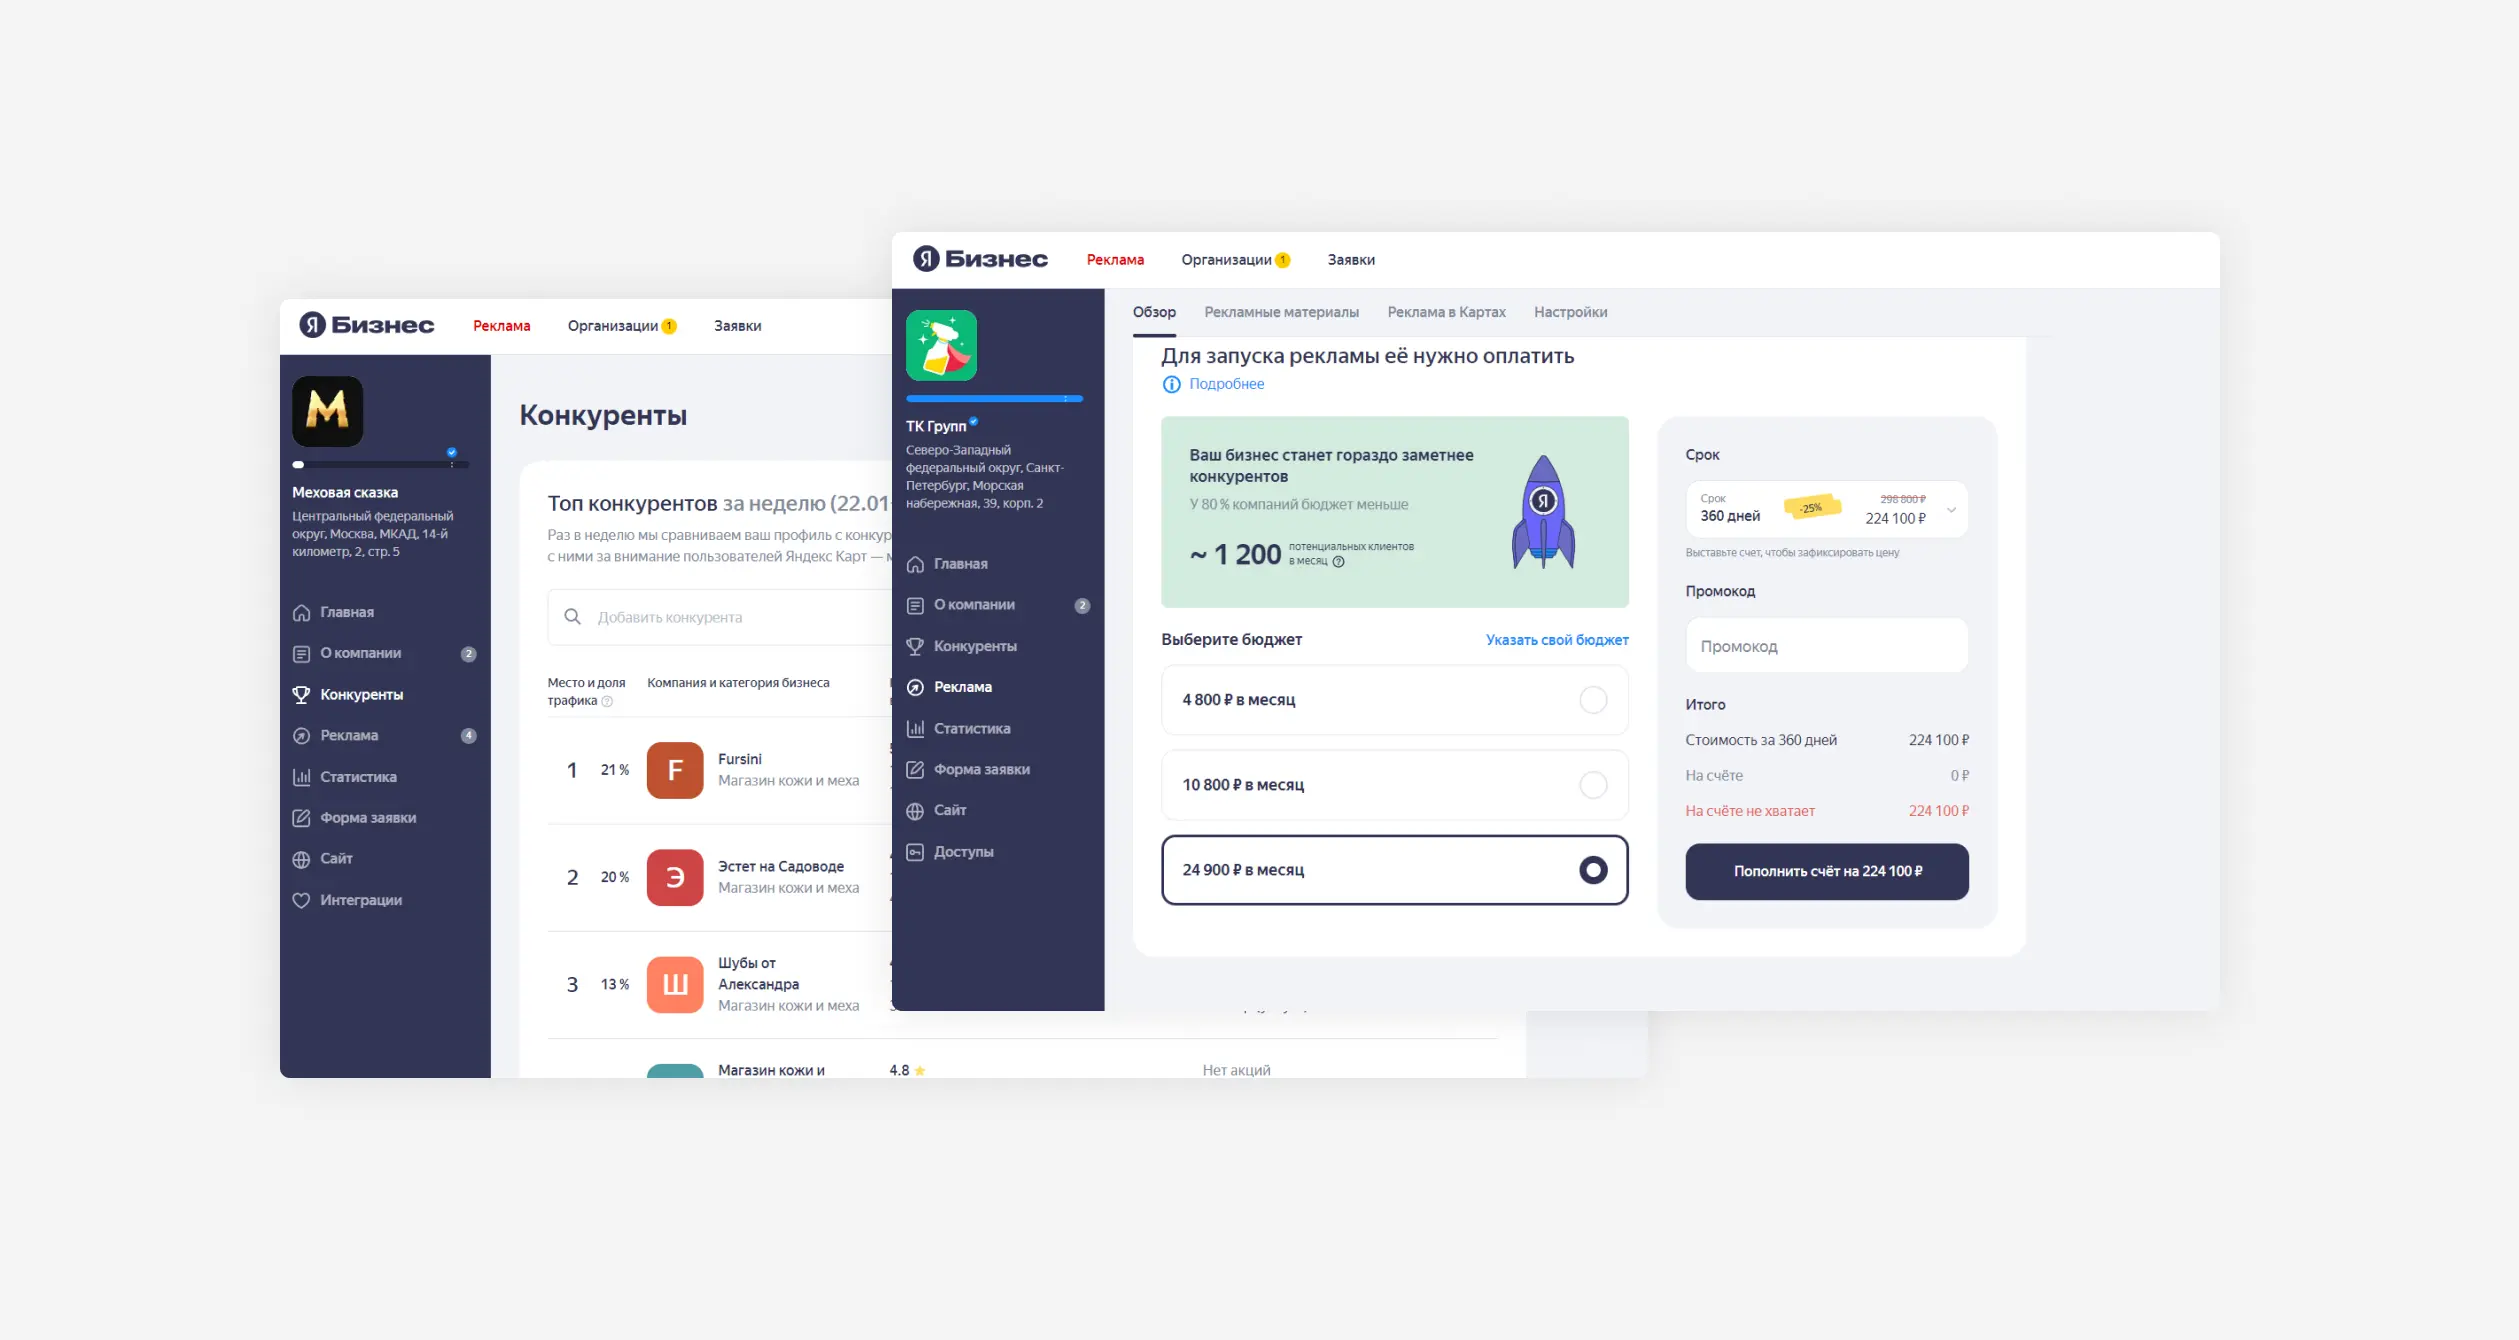 Я Бизнес
Реклама
Организации 1
Заявки
М
Меховая сказка
Центральный федеральный
округ, Москва, МКАД, 14-й
километр, 2, стр. 5
Главная
О компании 2
Конкуренты
Реклама 4
Статистика
Форма заявки
Сайт
Интеграции
Конкуренты
Топ конкурентов за неделю (22.01
Раз в неделю мы сравниваем ваш профиль с конкур
с ними за внимание пользователей Яндекс Карт —
Добавить конкурента
Место и доля
трафика ?
Компания и категория бизнеса
1 21 % F Fursini
Магазин кожи и меха
2 20 % Э Эстет на Садоводе
Магазин кожи и меха
3 13 % Ш Шубы от
Александра
Магазин кожи и меха
Магазин кожи и 4.8 Нет акций
Я Бизнес
Реклама
Организации 1
Заявки
ТК Групп
Северо-Западный
федеральный округ, Санкт-
Петербург, Морская
набережная, 39, корп. 2
Главная
О компании 2
Конкуренты
Реклама
Статистика
Форма заявки
Сайт
Доступы
Обзор
Рекламные материалы
Реклама в Картах
Настройки
Для запуска рекламы её нужно оплатить
Подробнее
Ваш бизнес станет гораздо заметнее
конкурентов
У 80 % компаний бюджет меньше
~ 1 200 потенциальных клиентов
в месяц ?
Я
Выберите бюджет
Указать свой бюджет
4 800 ₽ в месяц
10 800 ₽ в месяц
24 900 ₽ в месяц
Срок
Срок
360 дней
-25%
298 800 ₽
224 100 ₽
Выставьте счет, чтобы зафиксировать цену
Промокод
Промокод
Итого
Стоимость за 360 дней 224 100 ₽
На счёте 0 ₽
На счёте не хватает 224 100 ₽
Пополнить счёт на 224 100 ₽